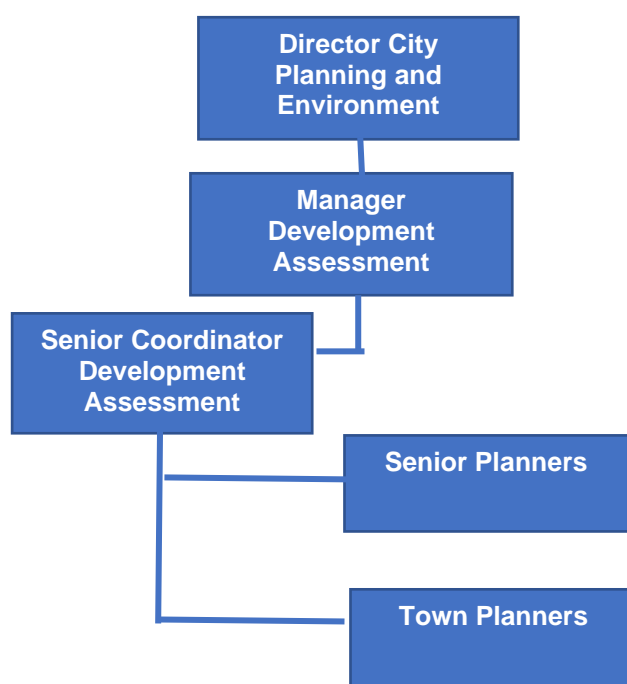 Director City
Planning and
Environment
Manager
Development
Assessment
Senior Coordinator
Development
Assessment
Senior Planners
Town Planners